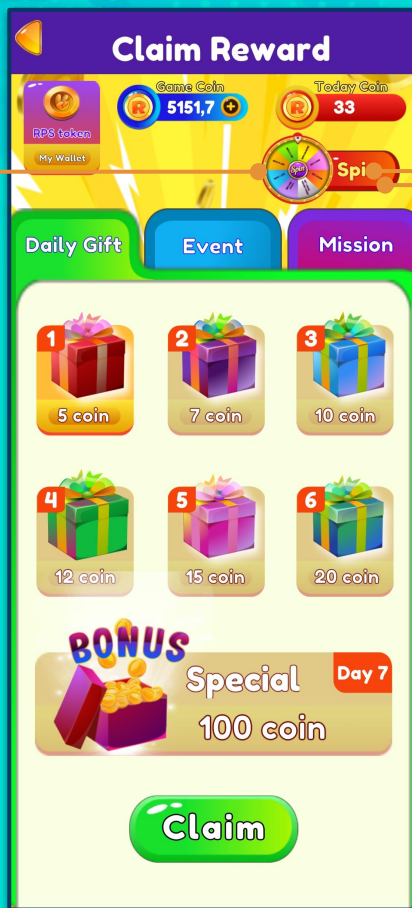 Claim Reward
Game Coin
Today Coin
R
5151,7
R
33
RPS token
My Wallet
Spin
Spi
Daily Gift
Event
Mission
1
2
3
5 coin
7 coin
10 coin
4
5
6
12 coin
15 coin
20 coin
BONUS
Special
Day 7
100 coin
Claim